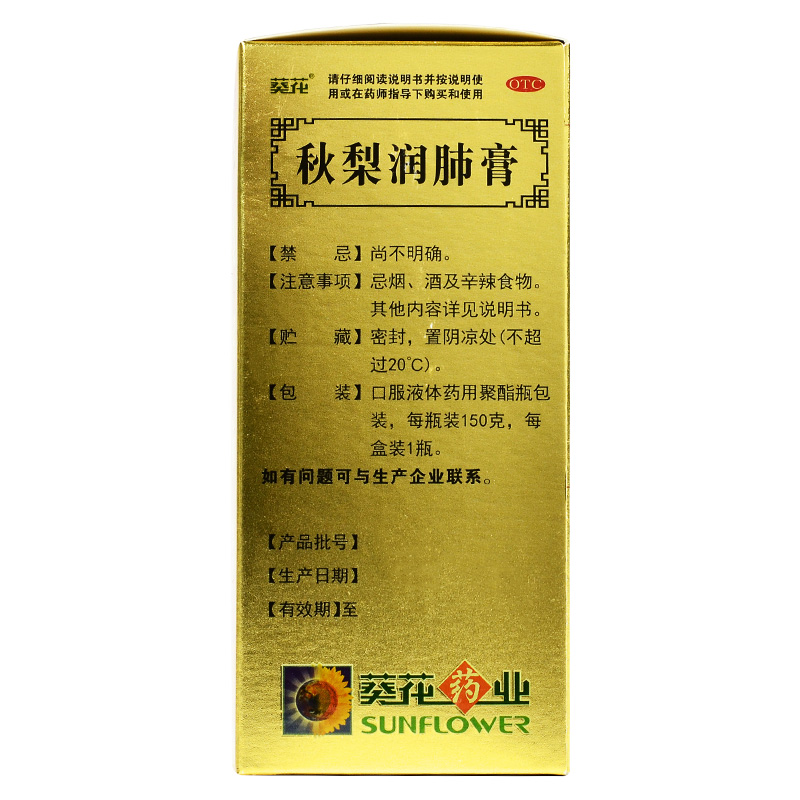 葵花®
请仔细阅读说明书并按说明使
用或在药师指导下购买和使用
OTC
秋梨润肺膏
【禁　　忌】尚不明确。
【注意事项】忌烟、酒及辛辣食物。
其他内容详见说明书。
【贮　　藏】密封，置阴凉处(不超
过20℃)。
【包　　装】口服液体药用聚酯瓶包
装，每瓶装150克，每
盒装1瓶。
如有问题可与生产企业联系。
【产品批号】
【生产日期】
【有效期】至
葵花药业
SUNFLOWER